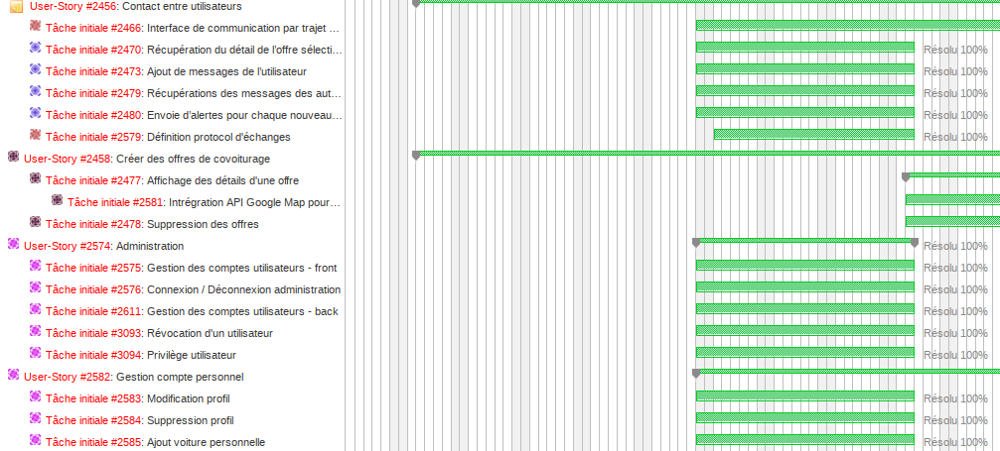 User-Story #2456: Contact entre utilisateurs
Tâche initiale #2466: Interface de communication par trajet ...
Tâche initiale #2470: Récupération du détail de l'offre sélecti... Résolu 100%
Tâche initiale #2473: Ajout de messages de l'utilisateur Résolu 100%
Tâche initiale #2479: Récupérations des messages des aut... Résolu 100%
Tâche initiale #2480: Envoie d'alertes pour chaque nouveau... Résolu 100%
Tâche initiale #2579: Définition protocol d'échanges Résolu 100%
User-Story #2458: Créer des offres de covoiturage
Tâche initiale #2477: Affichage des détails d'une offre
Tâche initiale #2581: Intrégration API Google Map pour...
Tâche initiale #2478: Suppression des offres
User-Story #2574: Administration Résolu 100%
Tâche initiale #2575: Gestion des comptes utilisateurs - front Résolu 100%
Tâche initiale #2576: Connexion / Déconnexion administration Résolu 100%
Tâche initiale #2611: Gestion des comptes utilisateurs - back Résolu 100%
Tâche initiale #3093: Révocation d'un utilisateur Résolu 100%
Tâche initiale #3094: Privilège utilisateur Résolu 100%
User-Story #2582: Gestion compte personnel
Tâche initiale #2583: Modification profil Résolu 100%
Tâche initiale #2584: Suppression profil Résolu 100%
Tâche initiale #2585: Ajout voiture personnelle Résolu 100%